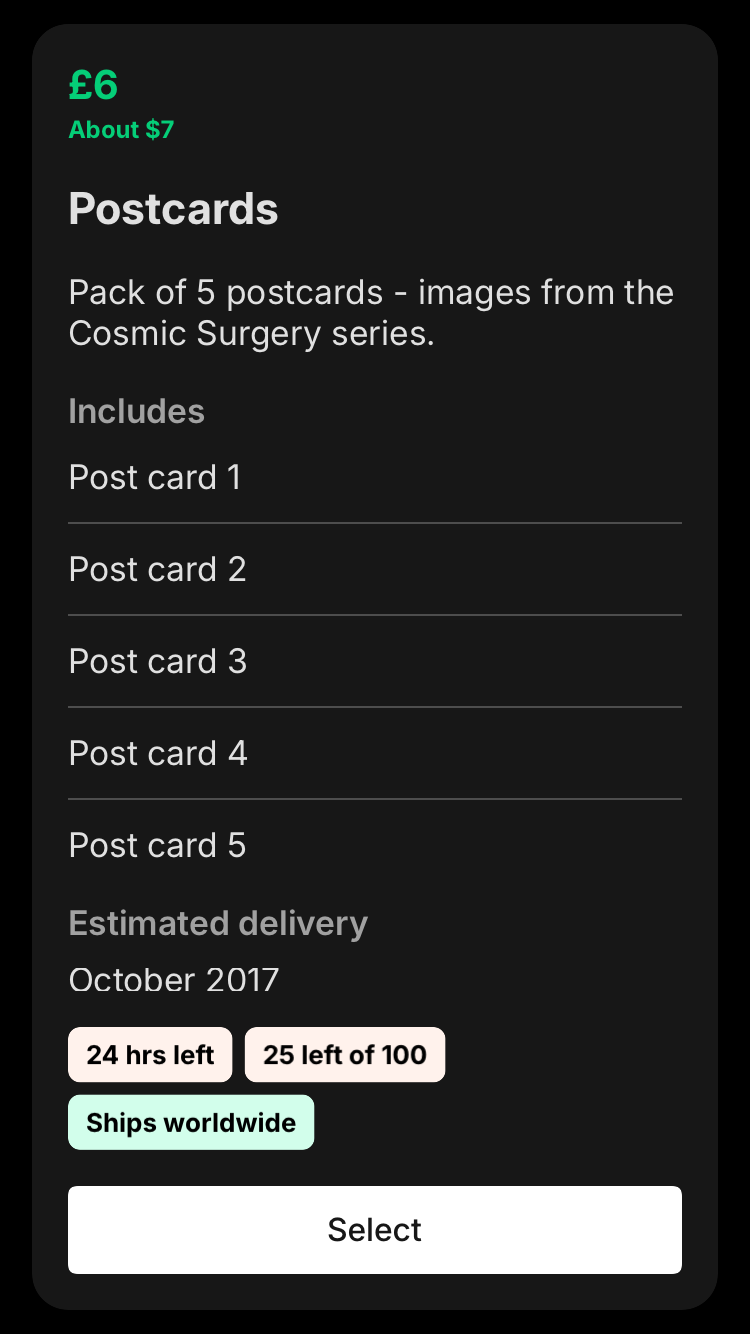 £6
About $7
Postcards
Pack of 5 postcards - images from the
Cosmic Surgery series.
Includes
Post card 1
Post card 2
Post card 3
Post card 4
Post card 5
Estimated delivery
October 2017
24 hrs left
25 left of 100
Ships worldwide
Select